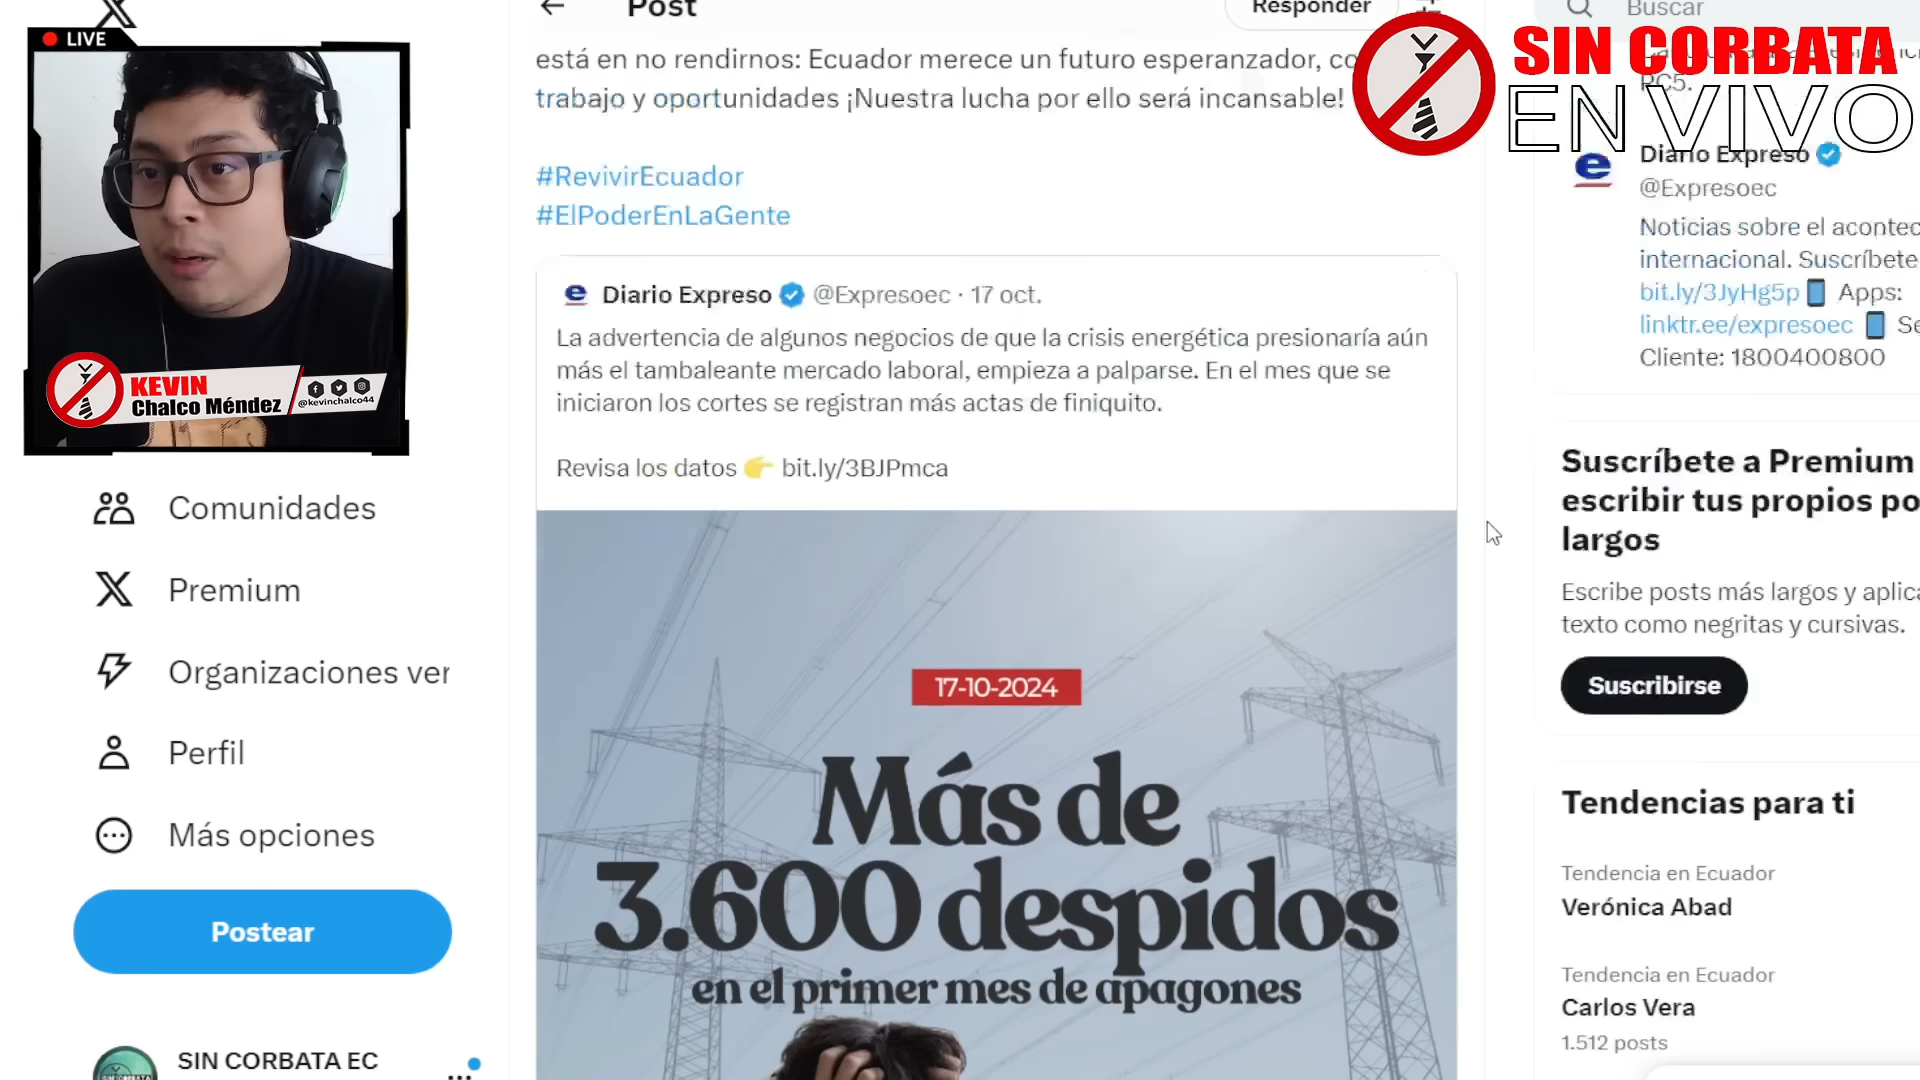 LIVE
KEVIN
Chalco Méndez
@kevinchalco44
Comunidades
Premium
Organizaciones ver
Perfil
Más opciones
Postear
SIN CORBATA EC
Post
Responder
está en no rendirnos: Ecuador merece un futuro esperanzador, co
trabajo y oportunidades ¡Nuestra lucha por ello será incansable!
#RevivirEcuador
#ElPoderEnLaGente
Diario Expreso @Expresoec · 17 oct.
La advertencia de algunos negocios de que la crisis energética presionaría aún
más el tambaleante mercado laboral, empieza a palparse. En el mes que se
iniciaron los cortes se registran más actas de finiquito.
Revisa los datos 👉 bit.ly/3BJPmca
17-10-2024
Más de
3.600 despidos
en el primer mes de apagones
SIN CORBATA
EN VIVO
Buscar
RC5.
Diario Expreso
@Expresoec
Noticias sobre el acontec
internacional. Suscríbete
bit.ly/3JyHg5p Apps:
linktr.ee/expresoec Se
Cliente: 1800400800
Suscríbete a Premium
escribir tus propios po
largos
Escribe posts más largos y aplica
texto como negritas y cursivas.
Suscribirse
Tendencias para ti
Tendencia en Ecuador
Verónica Abad
Tendencia en Ecuador
Carlos Vera
1.512 posts